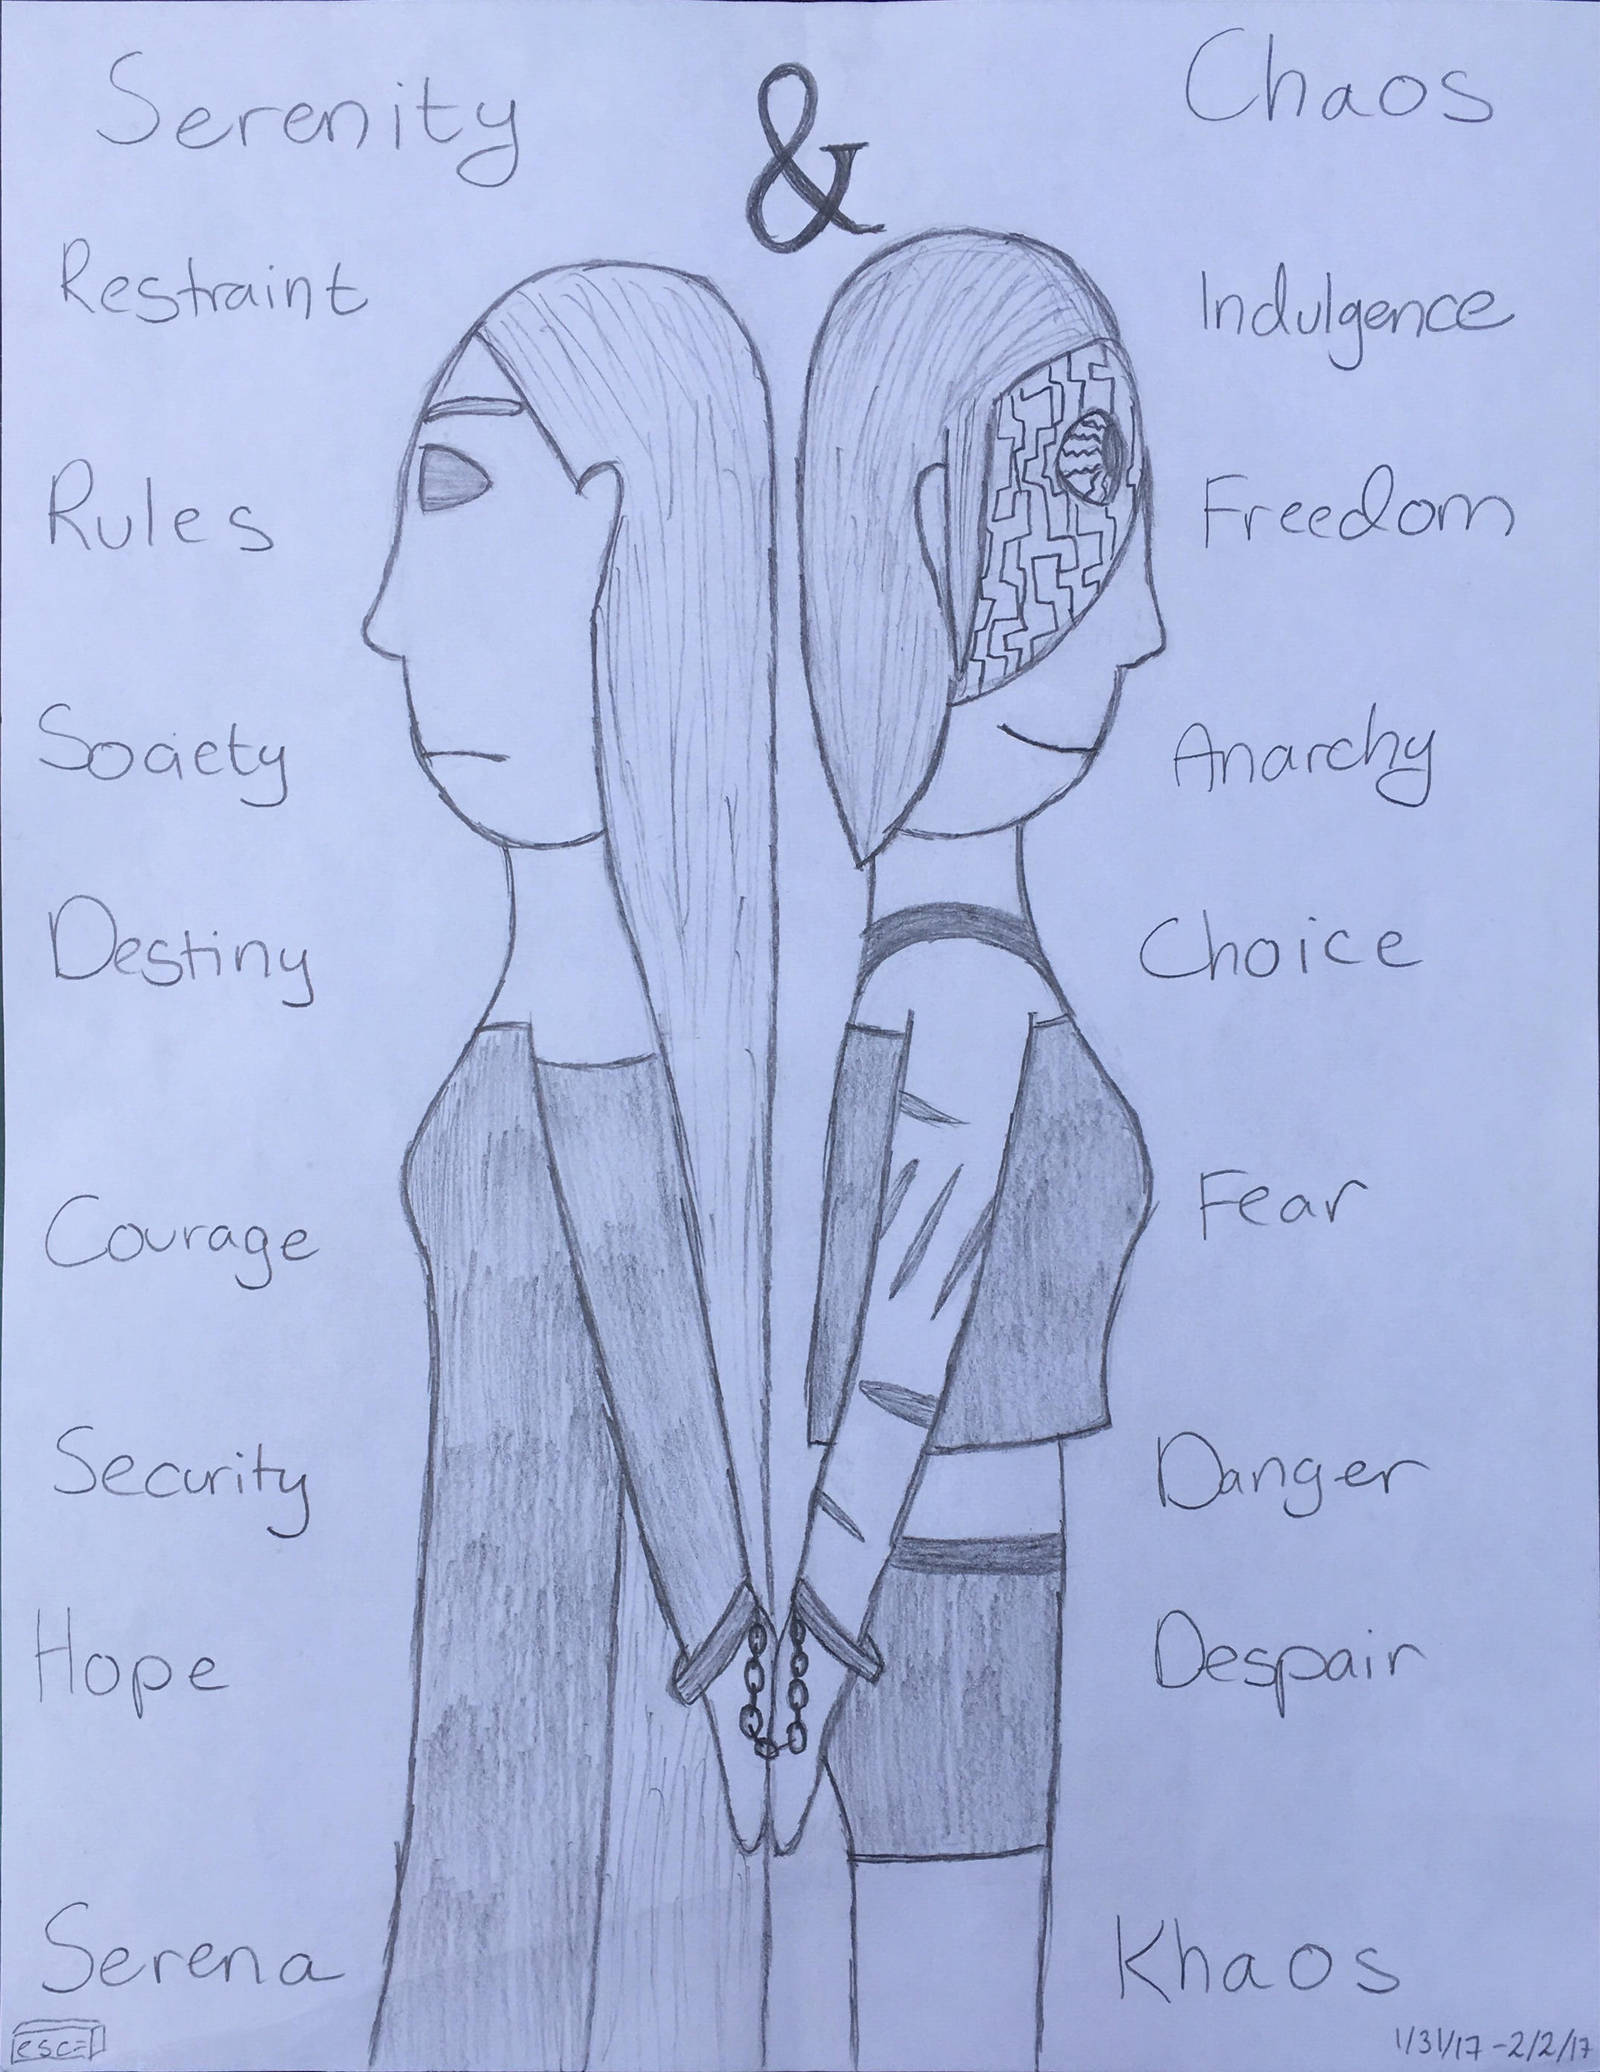 Serenity & Chaos
Restraint Indulgence
Rules Freedom
Society Anarchy
Destiny Choice
Courage Fear
Security Danger
Hope Despair
Serena Khaos
1/31/17 - 2/2/17